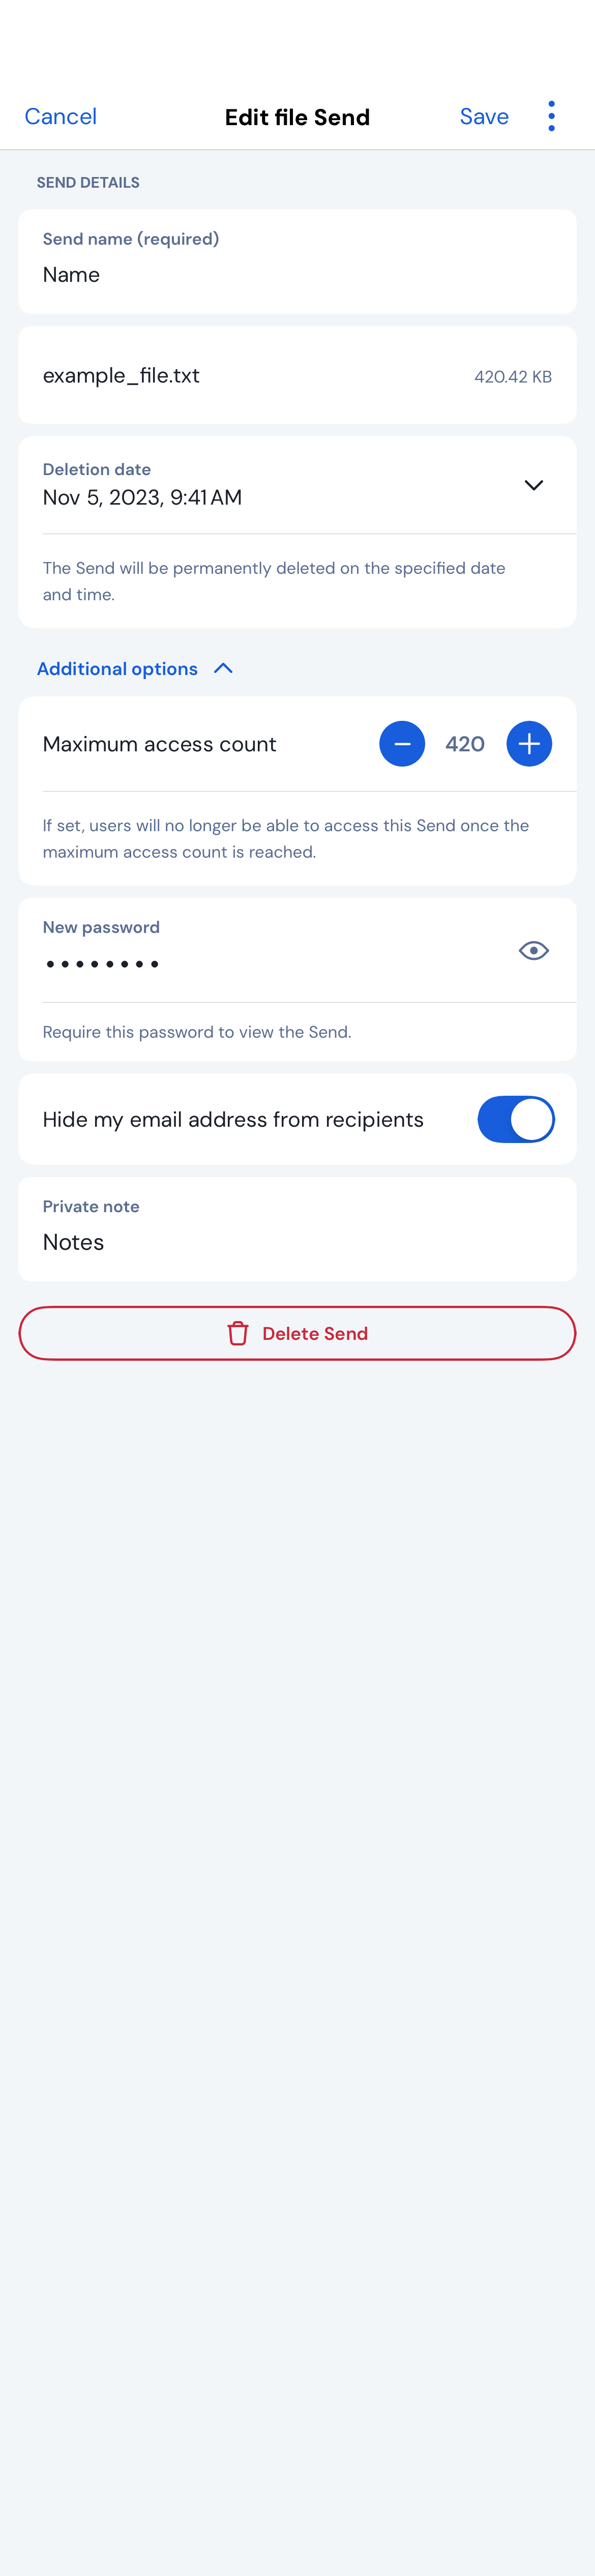 Cancel
Edit file Send
Save
SEND DETAILS
Send name (required)
Name
example_file.txt
420.42 KB
Deletion date
Nov 5, 2023, 9:41 AM
The Send will be permanently deleted on the specified date
and time.
Additional options
Maximum access count
420
If set, users will no longer be able to access this Send once the
maximum access count is reached.
New password
••••••••
Require this password to view the Send.
Hide my email address from recipients
Private note
Notes
Delete Send